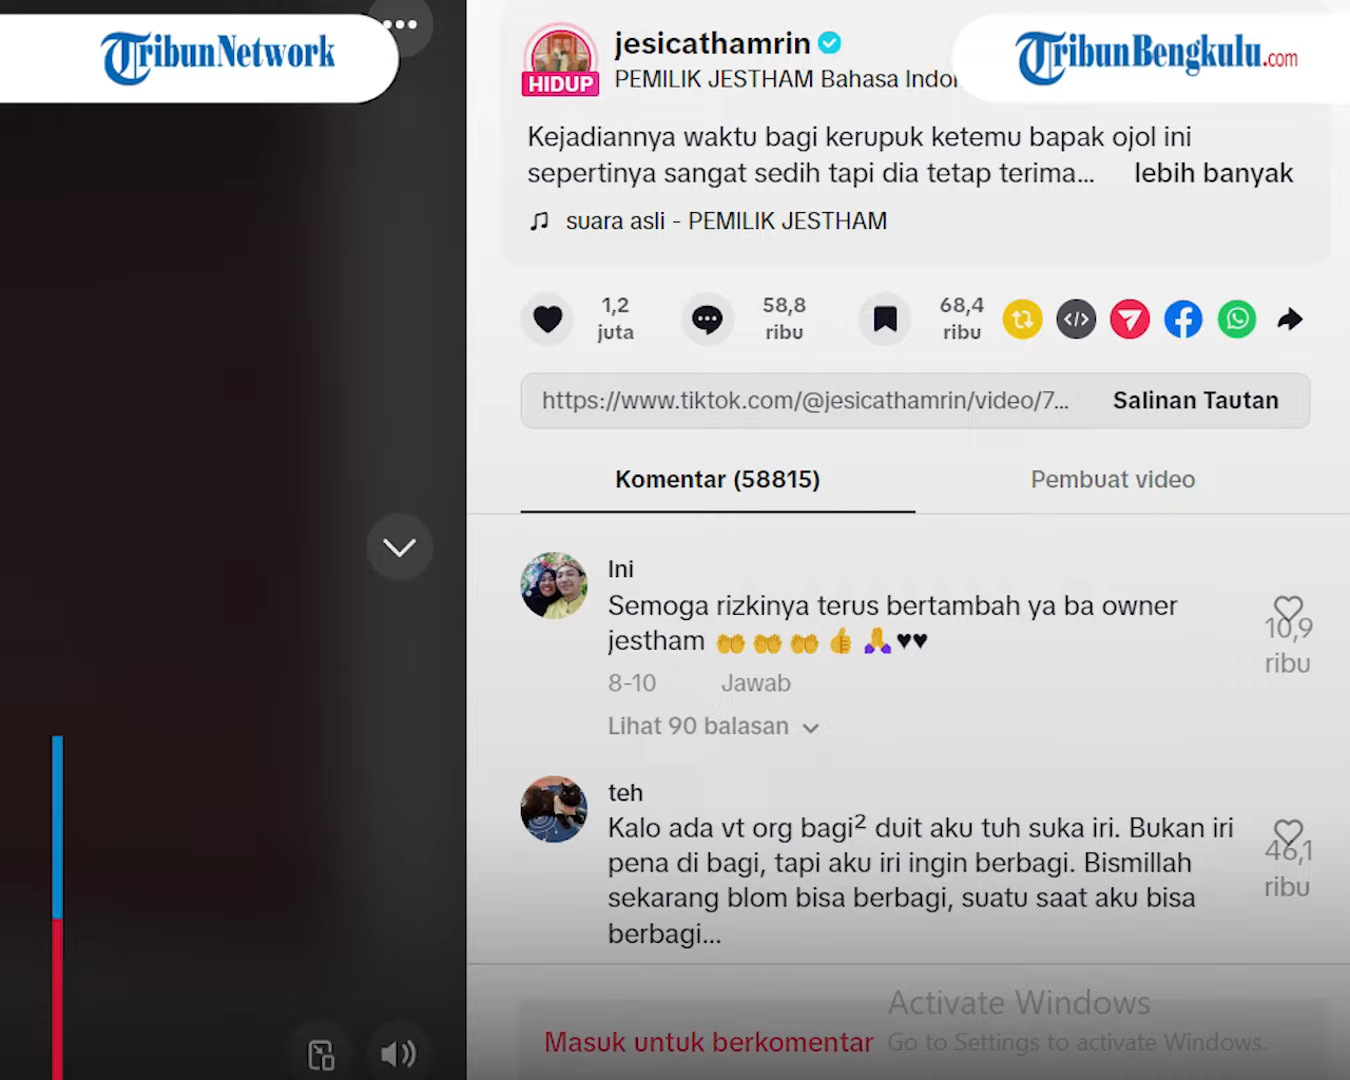 TribunNetwork
TribunBengkulu.com
jesicathamrin
HIDUP
PEMILIK JESTHAM Bahasa Indon
Kejadiannya waktu bagi kerupuk ketemu bapak ojol ini
sepertinya sangat sedih tapi dia tetap terima... lebih banyak
suara asli - PEMILIK JESTHAM
1,2
juta
58,8
ribu
68,4
ribu
https://www.tiktok.com/@jesicathamrin/video/7... Salinan Tautan
Komentar (58815) Pembuat video
Ini
Semoga rizkinya terus bertambah ya ba owner
jestham 👐👐👐👍🙏♥♥
10,9
ribu
8-10 Jawab
Lihat 90 balasan
teh
Kalo ada vt org bagi² duit aku tuh suka iri. Bukan iri
pena di bagi, tapi aku iri ingin berbagi. Bismillah
sekarang blom bisa berbagi, suatu saat aku bisa
berbagi...
46,1
ribu
Masuk untuk berkomentar
Activate Windows
Go to Settings to activate Windows.